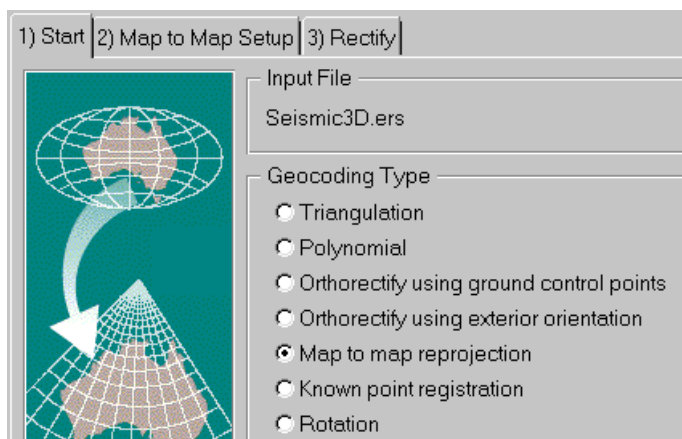 1) Start 2) Map to Map Setup 3) Rectify
Input File
Seismic3D.ers
Geocoding Type
Triangulation
Polynomial
Orthorectify using ground control points
Orthorectify using exterior orientation
Map to map reprojection
Known point registration
Rotation